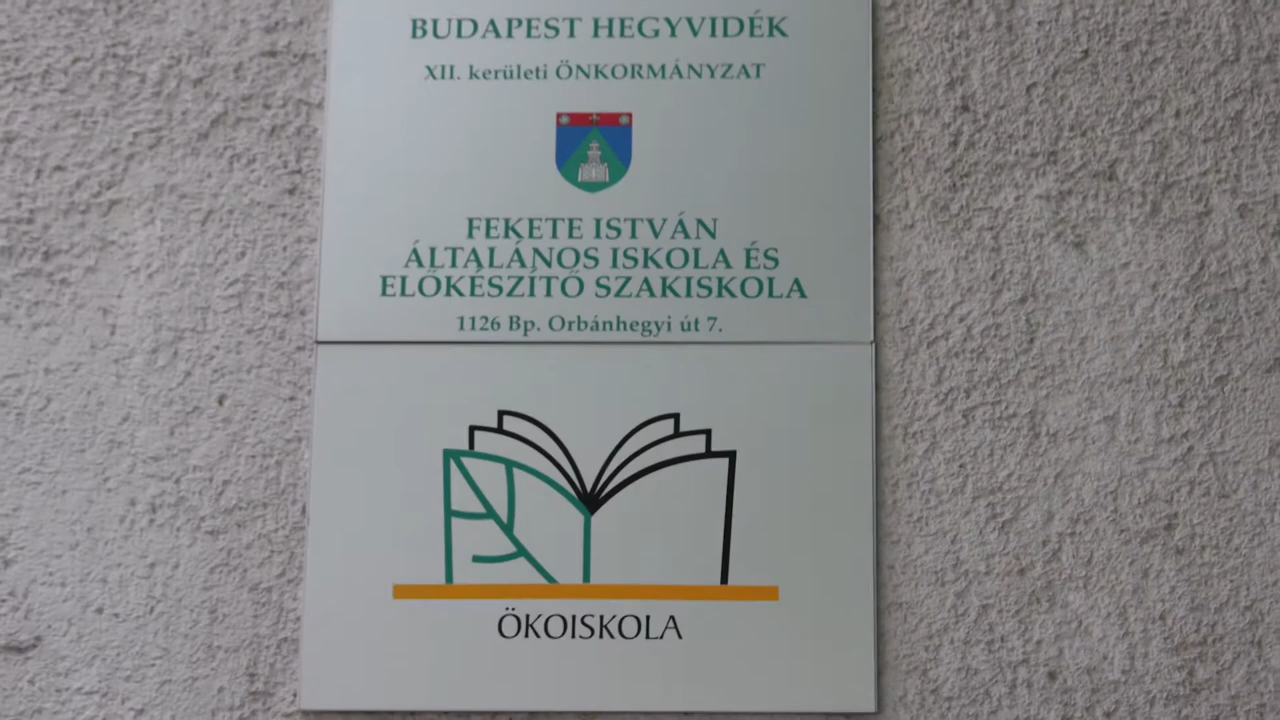 BUDAPEST HEGYVIDÉK
XII. kerületi ÖNKORMÁNYZAT
FEKETE ISTVÁN
ÁLTALÁNOS ISKOLA ÉS
ELŐKÉSZÍTŐ SZAKISKOLA
1126 Bp. Orbánhegyi út 7.
ÖKOISKOLA